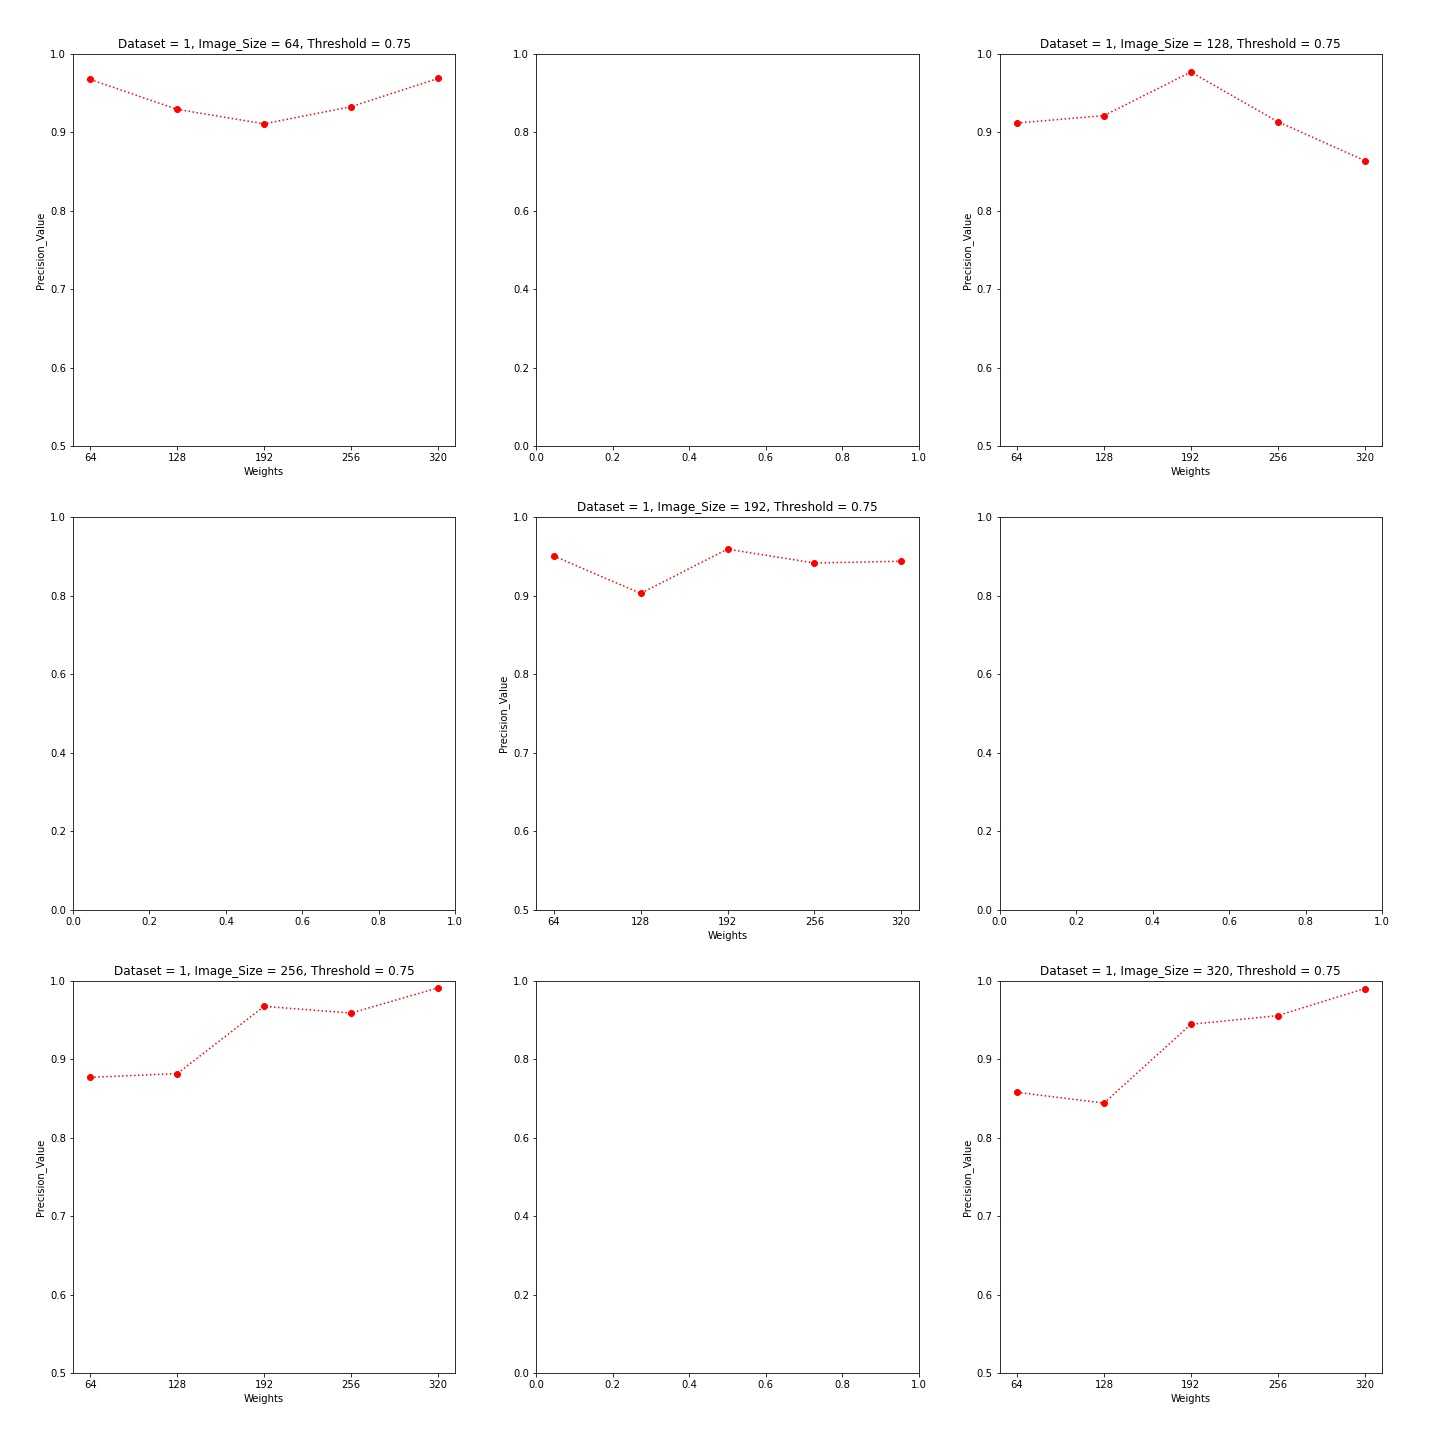 Dataset = 1, Image_Size = 64, Threshold = 0.75
Precision_Value
1.0
0.9
0.8
0.7
0.6
0.5
64 128 192 256 320
Weights
1.0
0.8
0.6
0.4
0.2
0.0
0.0 0.2 0.4 0.6 0.8 1.0
Dataset = 1, Image_Size = 128, Threshold = 0.75
Precision_Value
1.0
0.9
0.8
0.7
0.6
0.5
64 128 192 256 320
Weights
1.0
0.8
0.6
0.4
0.2
0.0
0.0 0.2 0.4 0.6 0.8 1.0
Dataset = 1, Image_Size = 192, Threshold = 0.75
Precision_Value
1.0
0.9
0.8
0.7
0.6
0.5
64 128 192 256 320
Weights
1.0
0.8
0.6
0.4
0.2
0.0
0.0 0.2 0.4 0.6 0.8 1.0
Dataset = 1, Image_Size = 256, Threshold = 0.75
Precision_Value
1.0
0.9
0.8
0.7
0.6
0.5
64 128 192 256 320
Weights
1.0
0.8
0.6
0.4
0.2
0.0
0.0 0.2 0.4 0.6 0.8 1.0
Dataset = 1, Image_Size = 320, Threshold = 0.75
Precision_Value
1.0
0.9
0.8
0.7
0.6
0.5
64 128 192 256 320
Weights